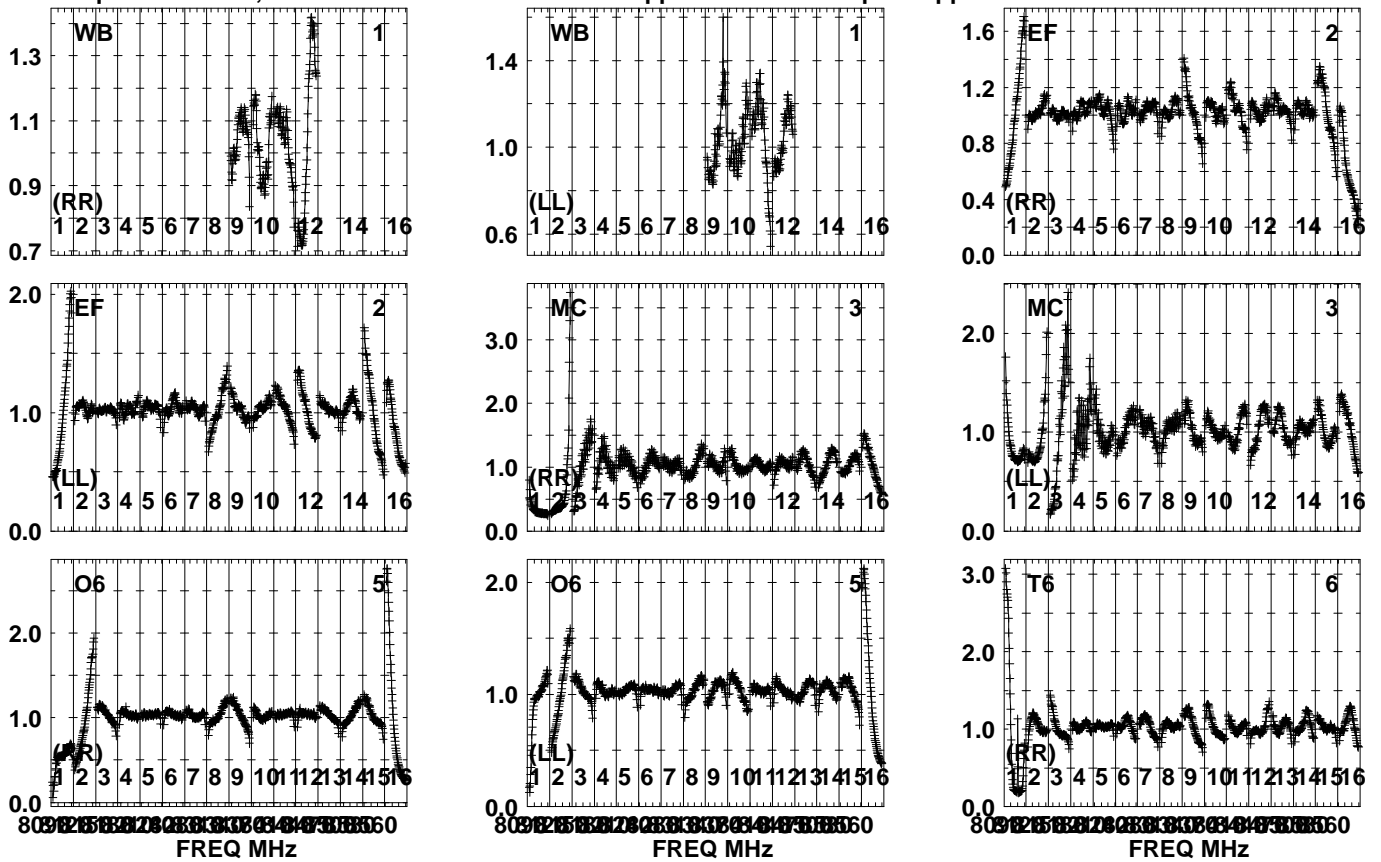 WB 1
1.3
1.1
0.9
0.7
(RR)
1 2 3 4 5 6 7 8 9 10 12 14 16
WB 1
1.4
1.0
0.6
(LL)
1 2 3 4 5 6 7 8 9 10 12 14 16
EF 2
1.6
1.2
0.8
0.4
0.0
(RR)
1 2 3 4 5 6 7 8 9 10 12 14 16
EF 2
2.0
1.0
0.0
(LL)
1 2 3 4 5 6 7 8 9 10 12 14 16
MC 3
3.0
2.0
1.0
0.0
(RR)
1 2 3 4 5 6 7 8 9 10 12 14 16
MC 3
2.0
1.0
0.0
(LL)
1 2 3 4 5 6 7 8 9 10 12 14 16
O6 5
2.0
1.0
0.0
(RR)
1 2 3 4 5 6 7 8 9 10 11 12 13 14 15 16
FREQ MHz
O6 5
2.0
1.0
0.0
(LL)
1 2 3 4 5 6 7 8 9 10 11 12 13 14 15 16
FREQ MHz
T6 6
3.0
2.0
1.0
0.0
(RR)
1 2 3 4 5 6 7 8 9 10 11 12 13 14 15 16
FREQ MHz